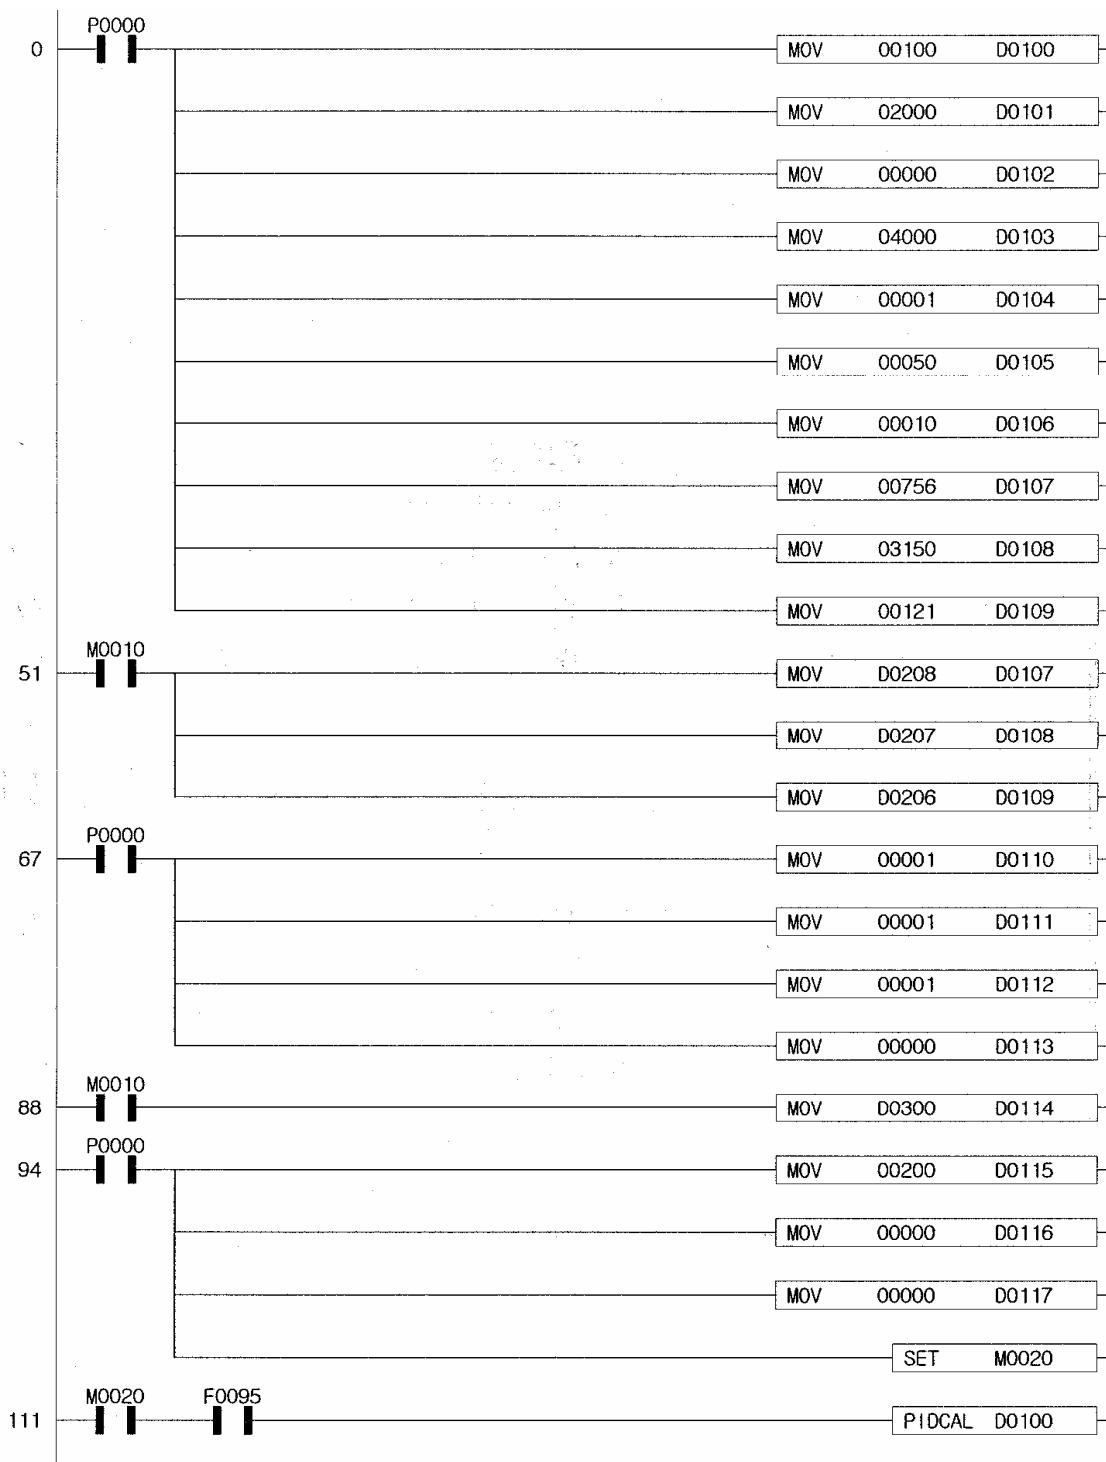 P0000
0 MOV 00100 D0100
MOV 02000 D0101
MOV 00000 D0102
MOV 04000 D0103
MOV 00001 D0104
MOV 00050 D0105
MOV 00010 D0106
MOV 00756 D0107
MOV 03150 D0108
MOV 00121 D0109
M0010
51 MOV D0208 D0107
MOV D0207 D0108
MOV D0206 D0109
P0000
67 MOV 00001 D0110
MOV 00001 D0111
MOV 00001 D0112
MOV 00000 D0113
M0010
88 MOV D0300 D0114
P0000
94 MOV 00200 D0115
MOV 00000 D0116
MOV 00000 D0117
SET M0020
M0020 F0095
111 PIDCAL D0100